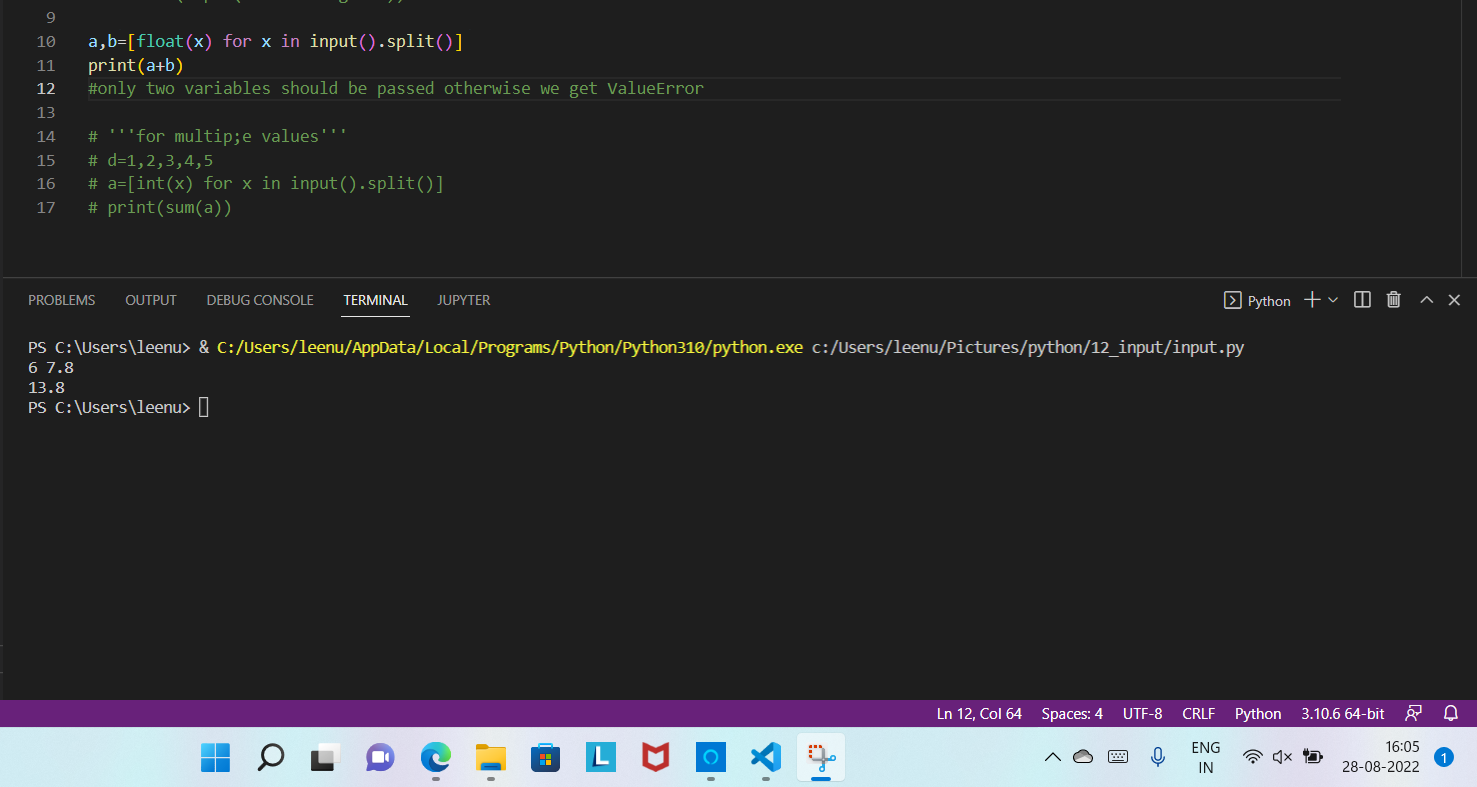 9
10 a,b=[float(x) for x in input().split()]
11 print(a+b)
12 #only two variables should be passed otherwise we get ValueError
13
14 # '''for multip;e values'''
15 # d=1,2,3,4,5
16 # a=[int(x) for x in input().split()]
17 # print(sum(a))
PROBLEMS OUTPUT DEBUG CONSOLE TERMINAL JUPYTER Python
PS C:\Users\leenu> & C:/Users/leenu/AppData/Local/Programs/Python/Python310/python.exe c:/Users/leenu/Pictures/python/12_input/input.py
6 7.8
13.8
PS C:\Users\leenu>
Ln 12, Col 64 Spaces: 4 UTF-8 CRLF Python 3.10.6 64-bit
L
ENG 16:05
IN 28-08-2022 1